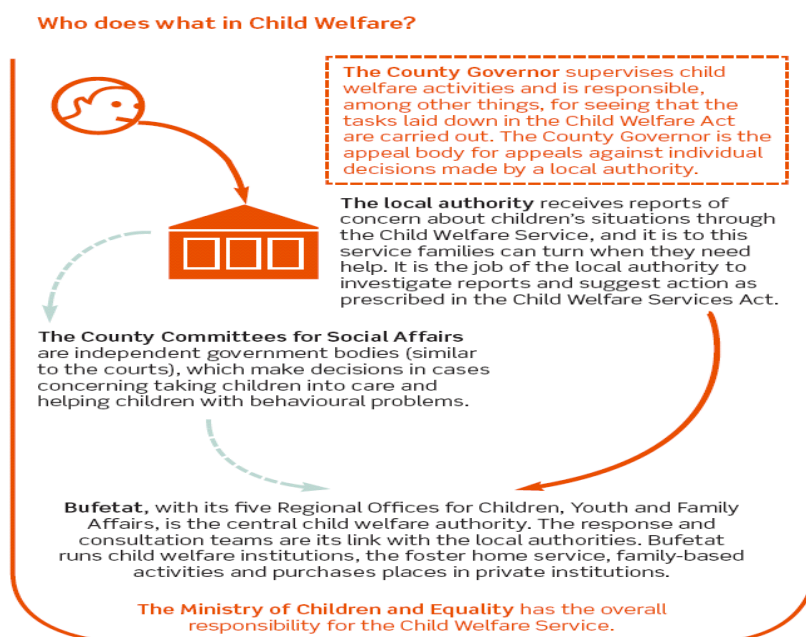 Who does what in Child Welfare?
The County Governor supervises child
welfare activities and is responsible,
among other things, for seeing that the
tasks laid down in the Child Welfare Act
are carried out. The County Governor is the
appeal body for appeals against individual
decisions made by a local authority.
The local authority receives reports of
concern about children's situations through
the Child Welfare Service, and it is to this
service families can turn when they need
help. It is the job of the local authority to
investigate reports and suggest action as
prescribed in the Child Welfare Services Act.
The County Committees for Social Affairs
are independent government bodies (similar
to the courts), which make decisions in cases
concerning taking children into care and
helping children with behavioural problems.
Bufetat, with its five Regional Offices for Children, Youth and Family
Affairs, is the central child welfare authority. The response and
consultation teams are its link with the local authorities. Bufetat
runs child welfare institutions, the foster home service, family-based
activities and purchases places in private institutions.
The Ministry of Children and Equality has the overall
responsibility for the Child Welfare Service.